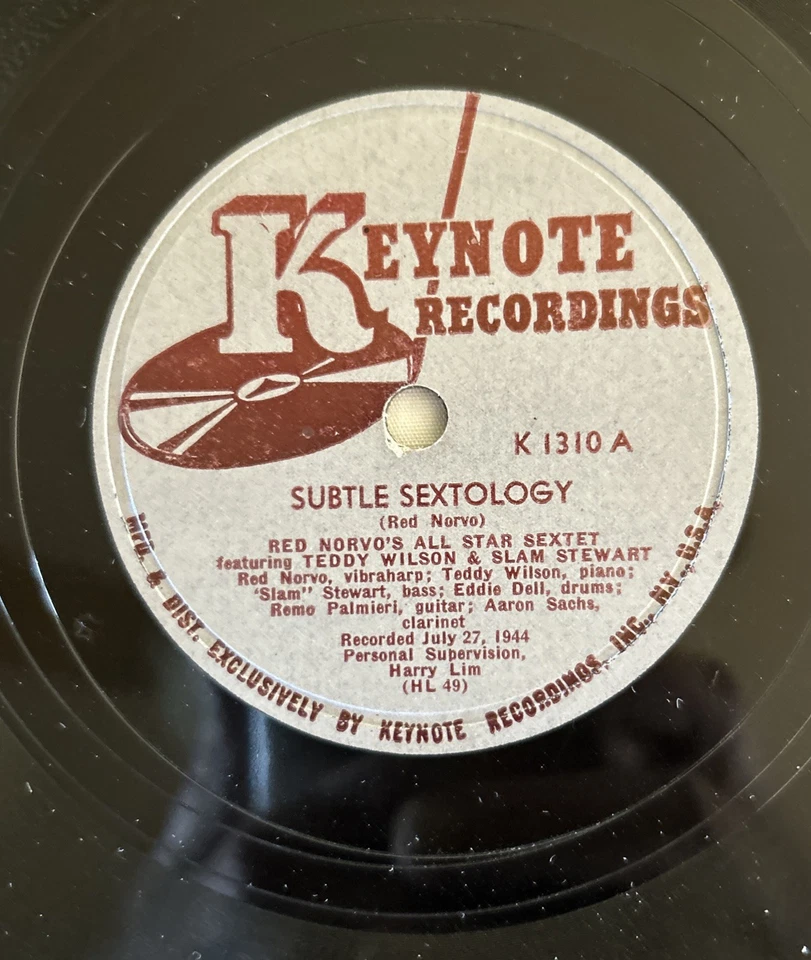 KEYNOTE
RECORDINGS
K 1310 A
SUBTLE SEXTOLOGY
(Red Norvo)
RED NORVO'S ALL STAR SEXTET
featuring TEDDY WILSON & SLAM STEWART
Red Norvo, vibraharp; Teddy Wilson, piano;
"Slam" Stewart, bass; Eddie Dell, drums;
Remo Palmieri, guitar; Aaron Sachs,
clarinet
Recorded July 27, 1944
Personal Supervision,
Harry Lim
(HL 49)
MFD. & DIST. EXCLUSIVELY BY KEYNOTE RECORDINGS, INC., N.Y. U.S.A.